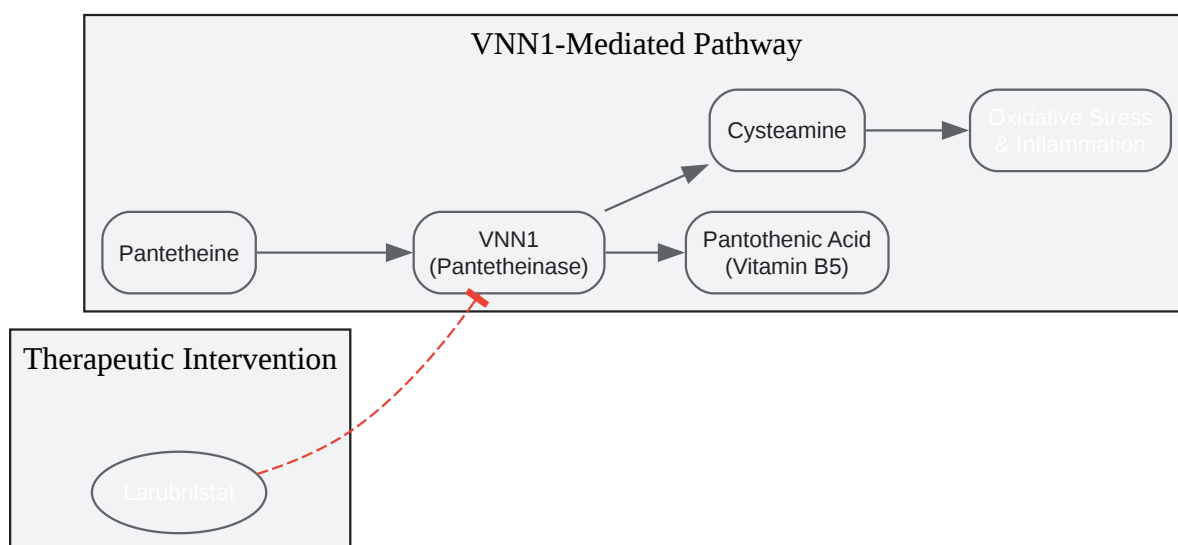 VNN1-Mediated Pathway
Cysteamine
Oxidative Stress
& Inflammation
Pantetheine
VNN1
(Pantetheinase)
Pantothenic Acid
(Vitamin B5)
Therapeutic Intervention
Larubrilstat